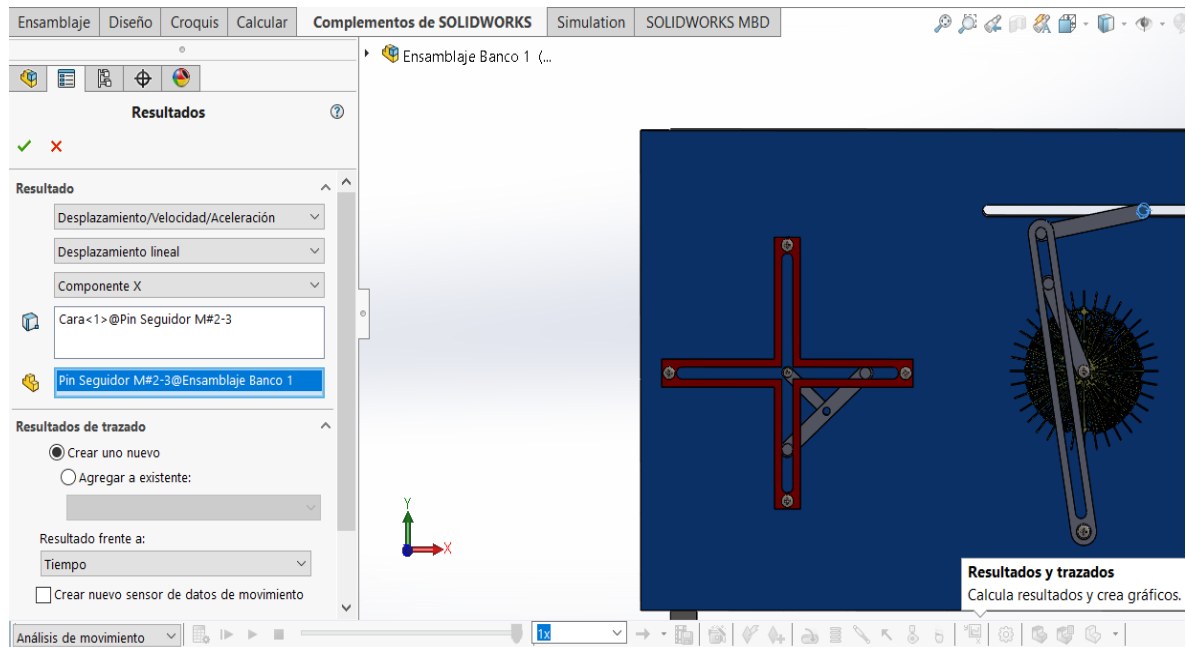 Ensamblaje Diseño Croquis Calcular Complementos de SOLIDWORKS Simulation SOLIDWORKS MBD
Ensamblaje Banco 1 (...
Resultados
Resultado
Desplazamiento/Velocidad/Aceleración
Desplazamiento lineal
Componente X
Cara<1>@Pin Seguidor M#2-3
Pin Seguidor M#2-3@Ensamblaje Banco 1
Resultados de trazado
Crear uno nuevo
Agregar a existente:
Resultado frente a:
Tiempo
Crear nuevo sensor de datos de movimiento
Y
X
Resultados y trazados
Calcula resultados y crea gráficos.
Análisis de movimiento 1x